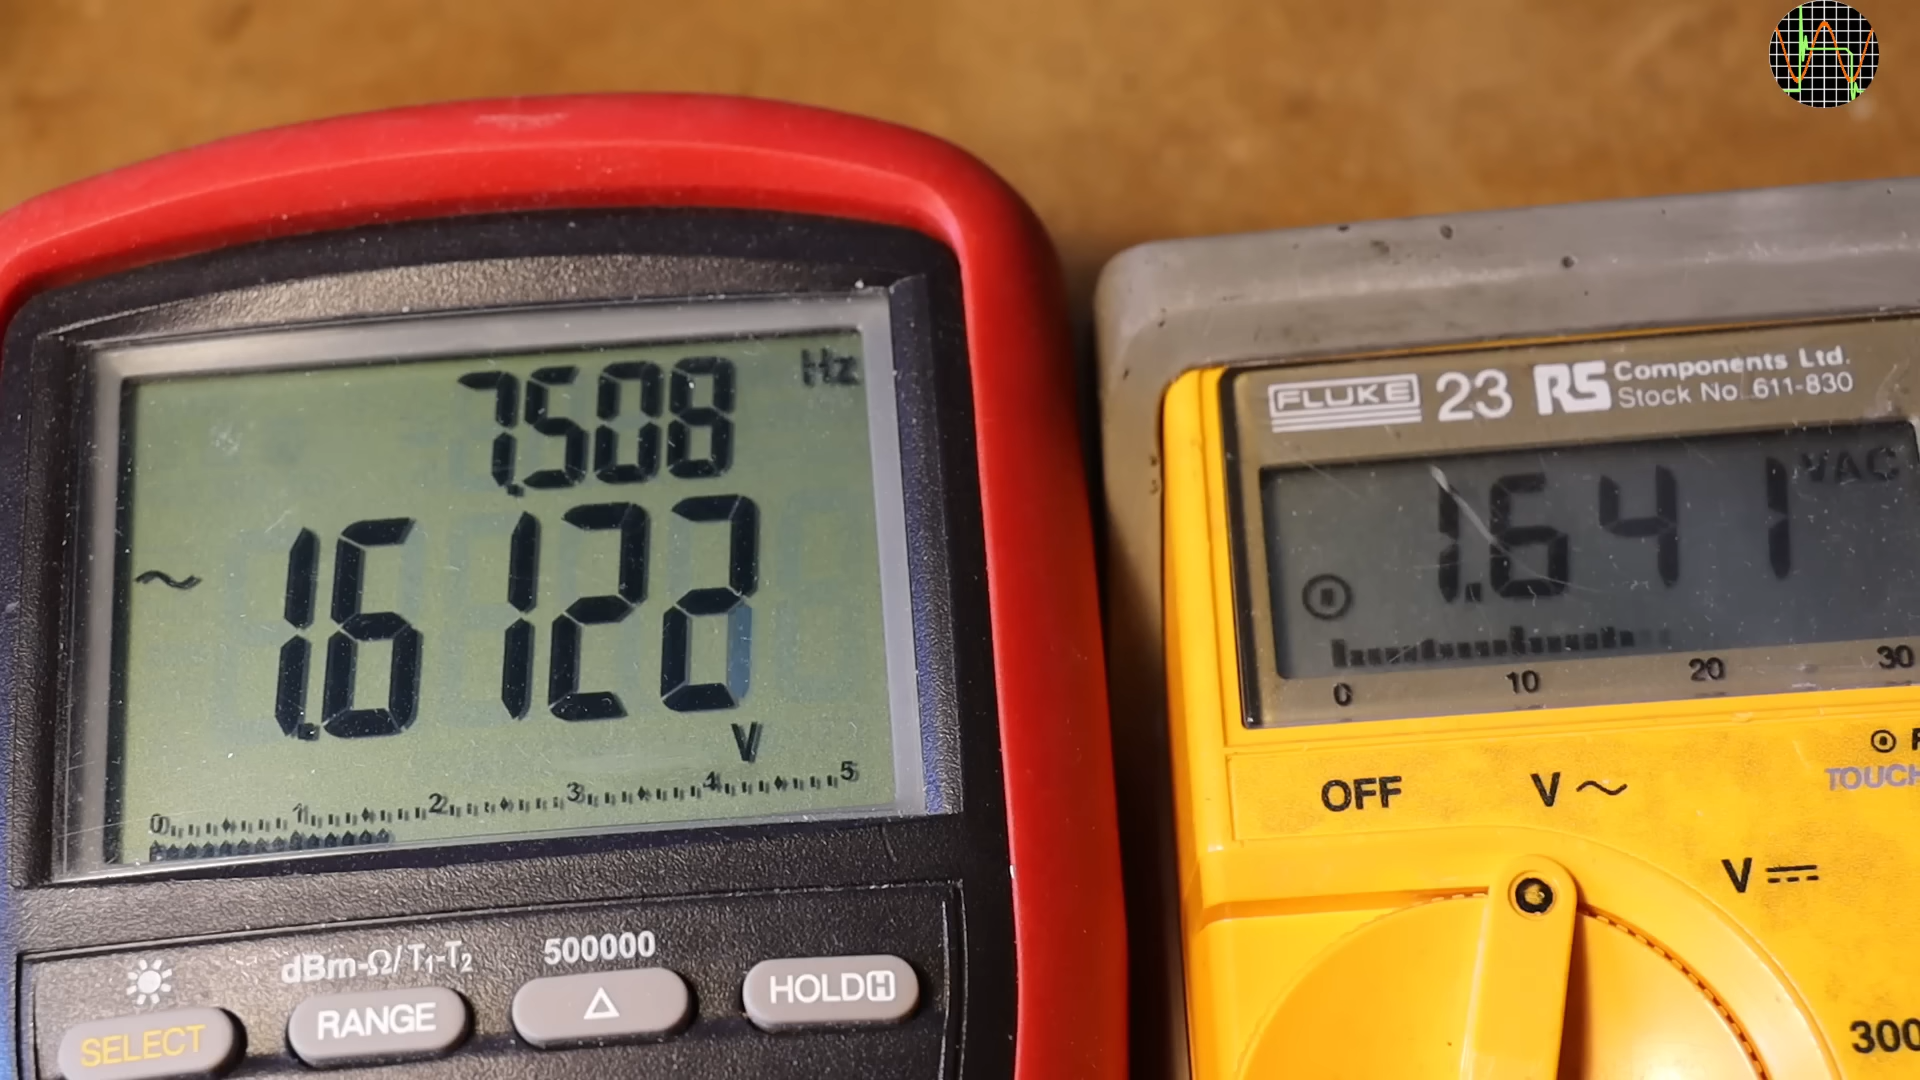 7.508 Hz
~ 1.6122 V
0 1 2 3 4 5
dBm-Ω/T1-T2
500000
SELECT
RANGE
△
HOLD H
FLUKE 23 RS Components Ltd.
Stock No. 611-830
1.641 VAC
0 10 20 30
OFF
V ~
TOUCH
V ⎓
300